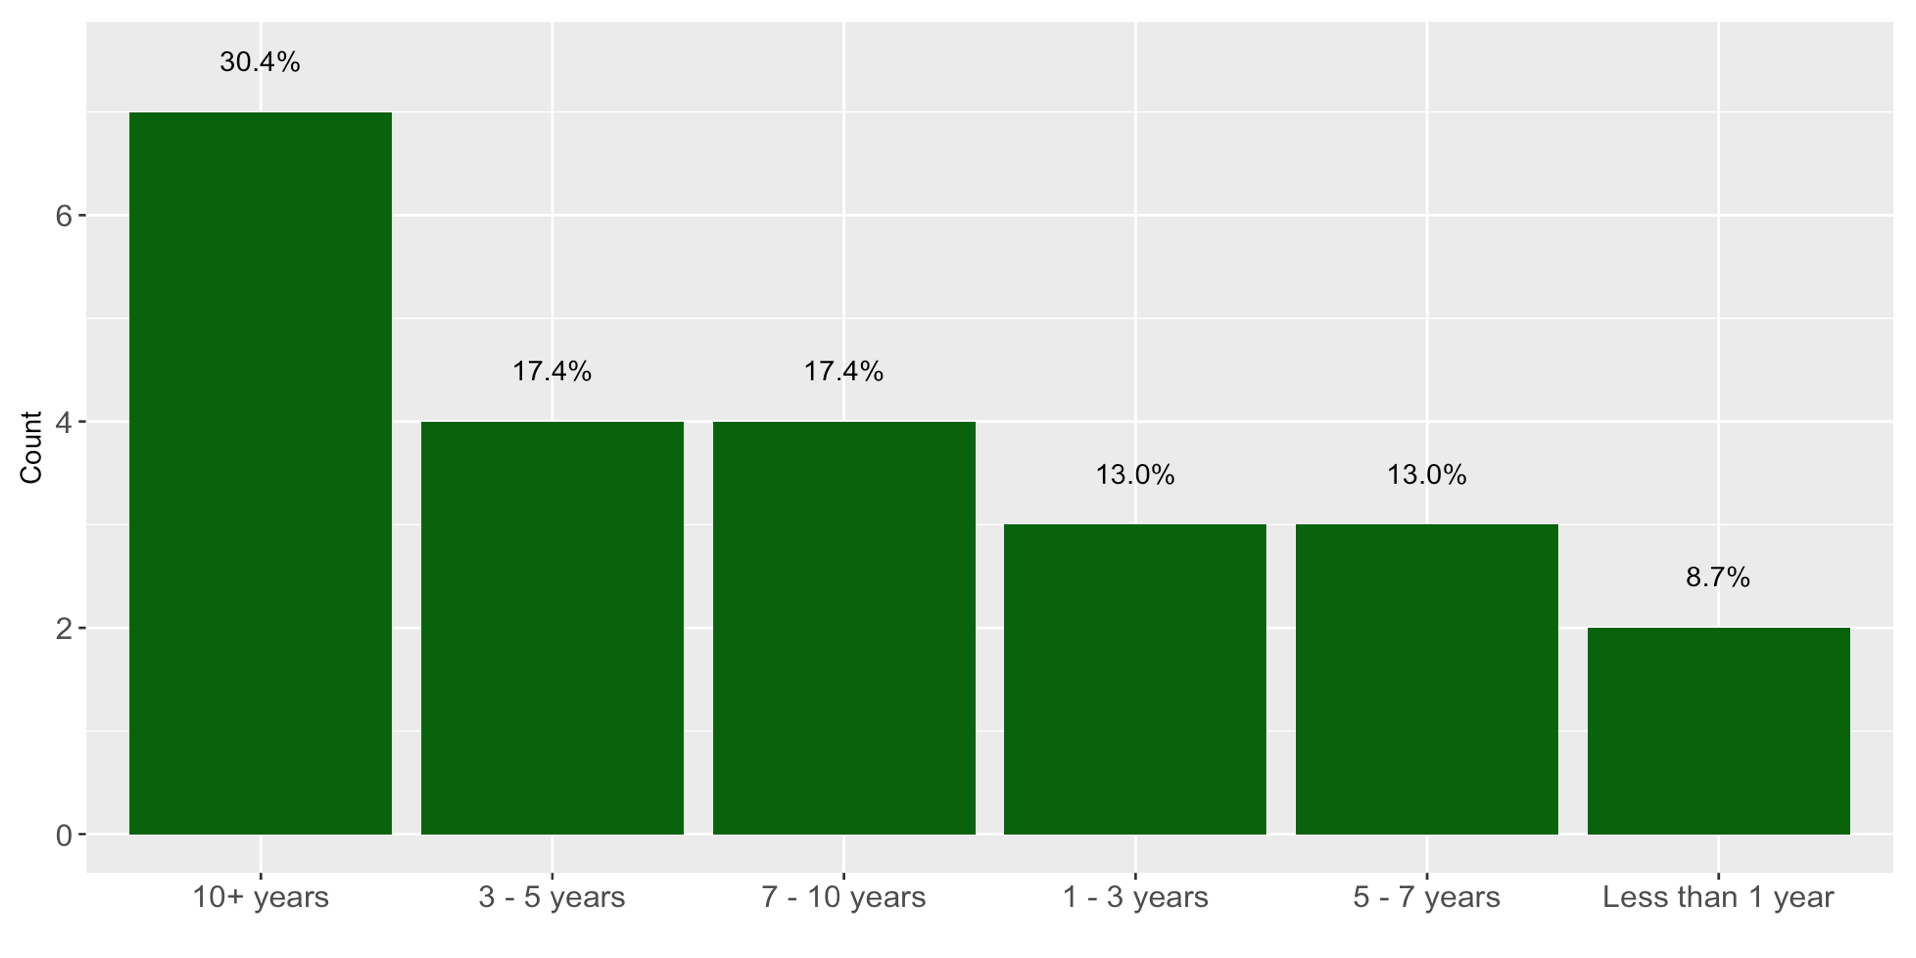 30.4%
17.4%
17.4%
13.0%
13.0%
8.7%
Count
6
4
2
0
10+ years
3 - 5 years
7 - 10 years
1 - 3 years
5 - 7 years
Less than 1 year